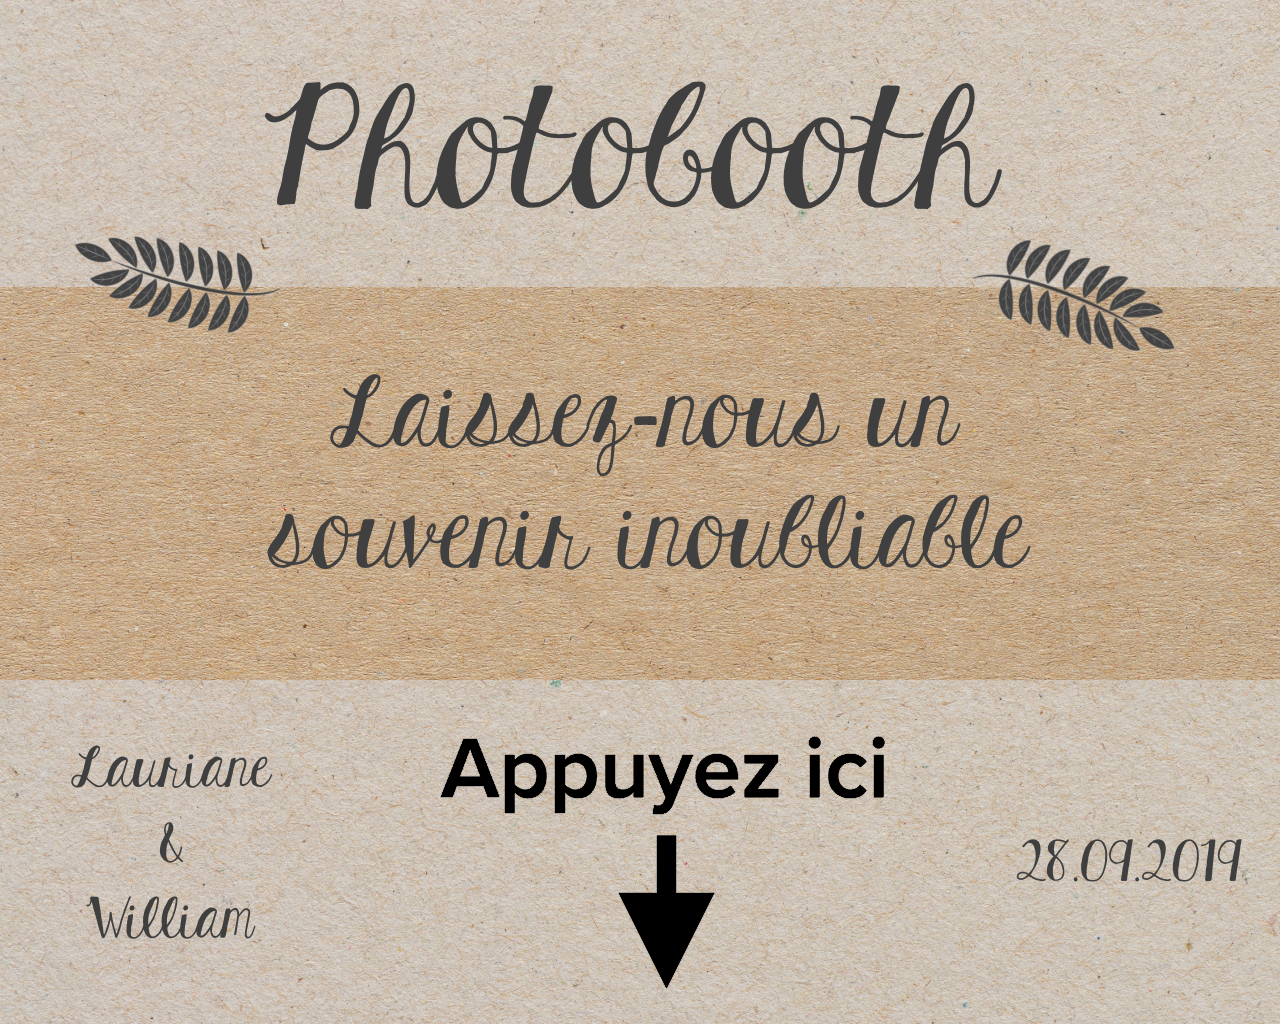 Photobooth
Laissez-nous un
souvenir inoubliable
Appuyez ici
Lauriane
&
William
28.09.2019